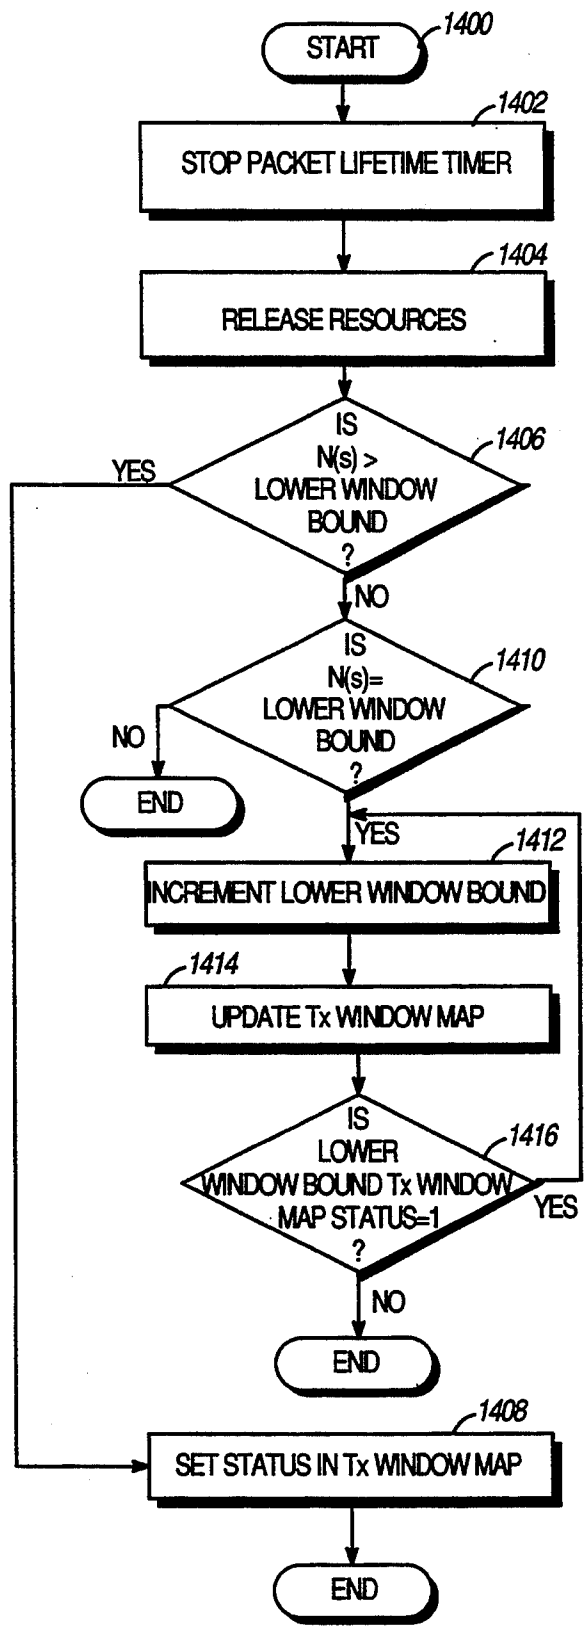 1400
START
1402
STOP PACKET LIFETIME TIMER
1404
RELEASE RESOURCES
IS
1406
N(s) >
YES
LOWER WINDOW
BOUND
?
NO
IS
1410
N(s)=
LOWER WINDOW
NO
BOUND
?
END
YES
1412
INCREMENT LOWER WINDOW BOUND
1414
UPDATE Tx WINDOW MAP
IS
1416
LOWER
WINDOW BOUND Tx WINDOW
YES
MAP STATUS=1
?
NO
END
1408
SET STATUS IN Tx WINDOW MAP
END